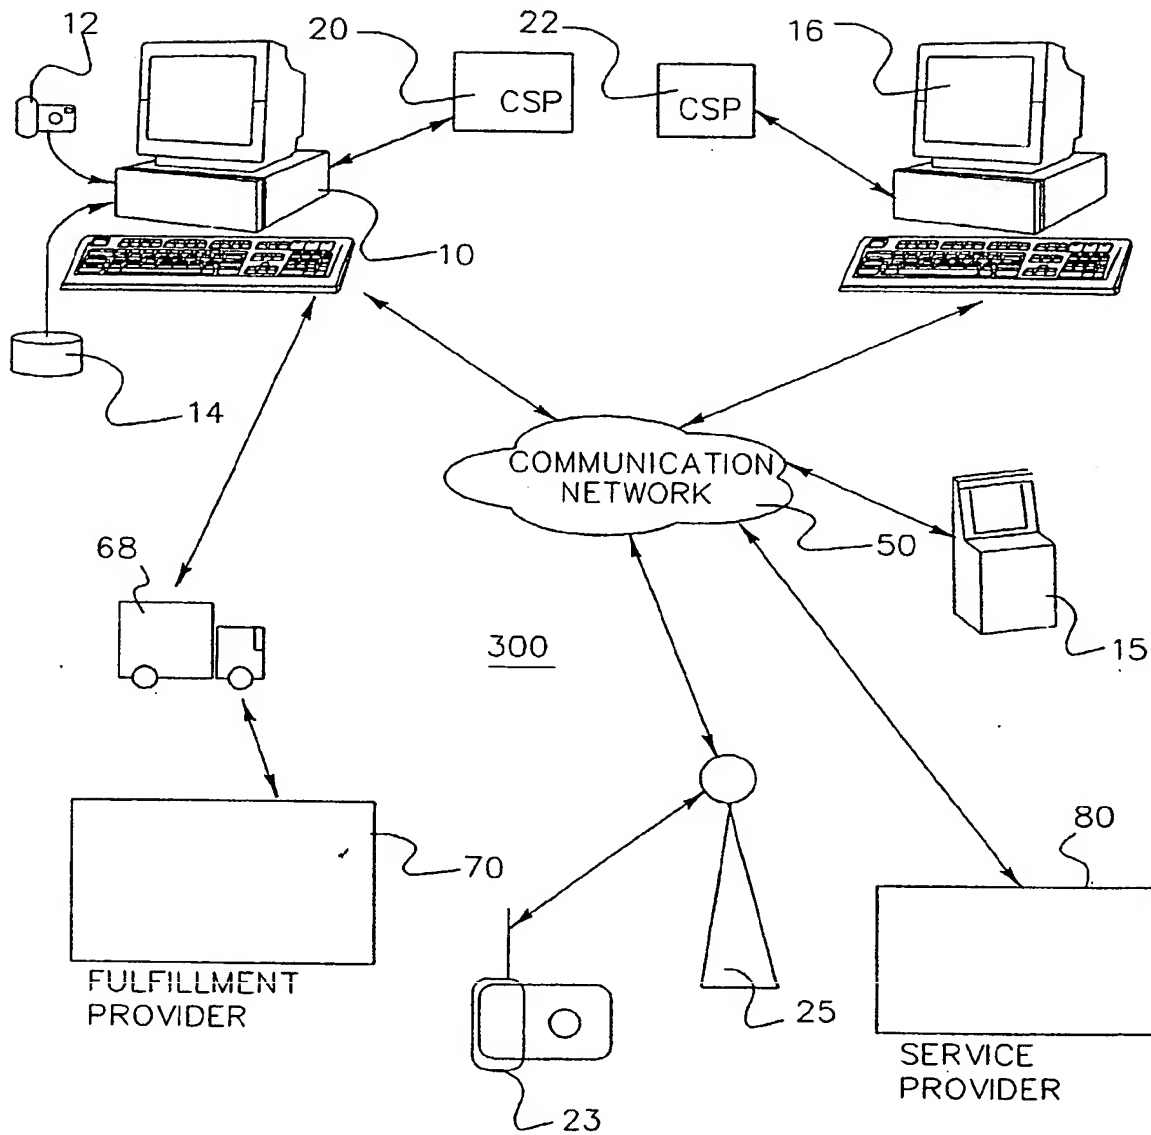 12
20
22
16
CSP
CSP
10
14
COMMUNICATION
NETWORK
50
68
300
15
80
70
FULFILLMENT
PROVIDER
25
SERVICE
PROVIDER
23